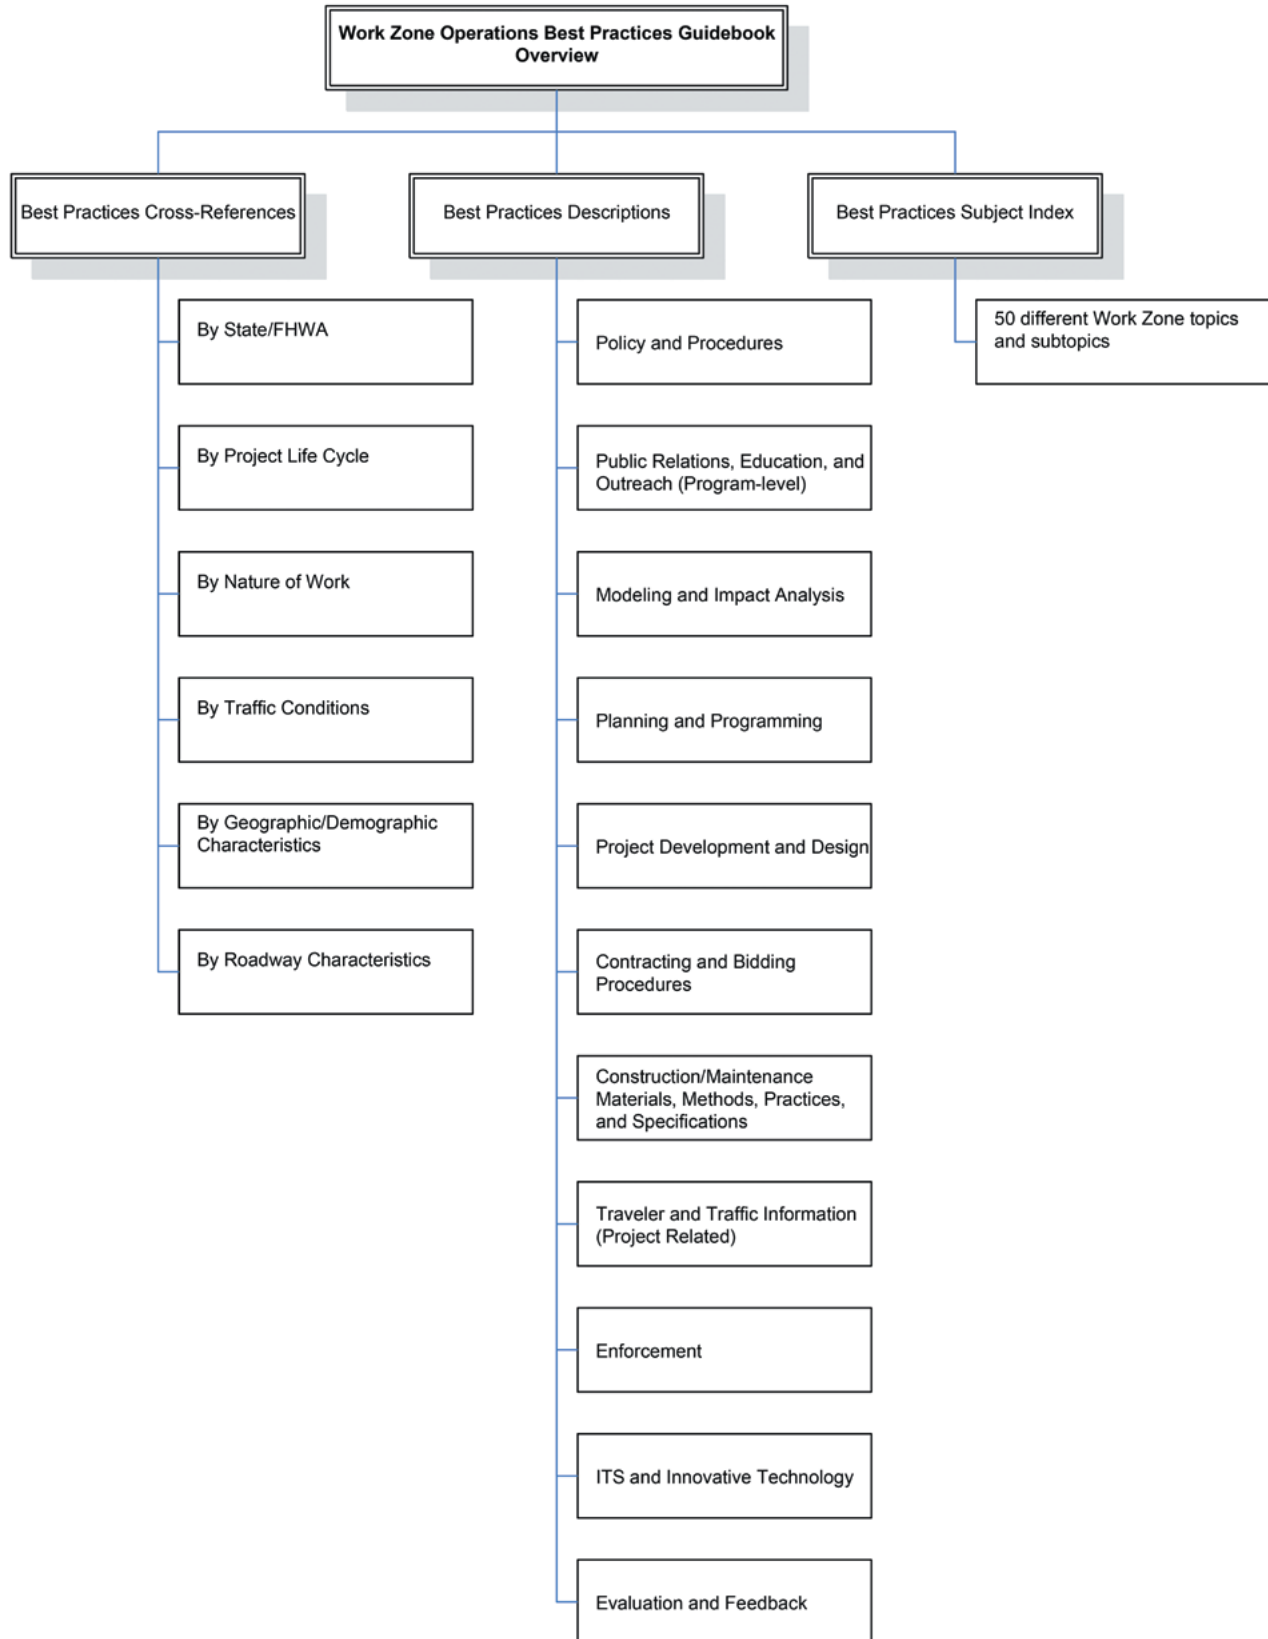 Work Zone Operations Best Practices Guidebook
Overview
Best Practices Cross-References
Best Practices Descriptions
Best Practices Subject Index
By State/FHWA
By Project Life Cycle
By Nature of Work
By Traffic Conditions
By Geographic/Demographic
Characteristics
By Roadway Characteristics
Policy and Procedures
Public Relations, Education, and
Outreach (Program-level)
Modeling and Impact Analysis
Planning and Programming
Project Development and Design
Contracting and Bidding
Procedures
Construction/Maintenance
Materials, Methods, Practices,
and Specifications
Traveler and Traffic Information
(Project Related)
Enforcement
ITS and Innovative Technology
Evaluation and Feedback
50 different Work Zone topics
and subtopics